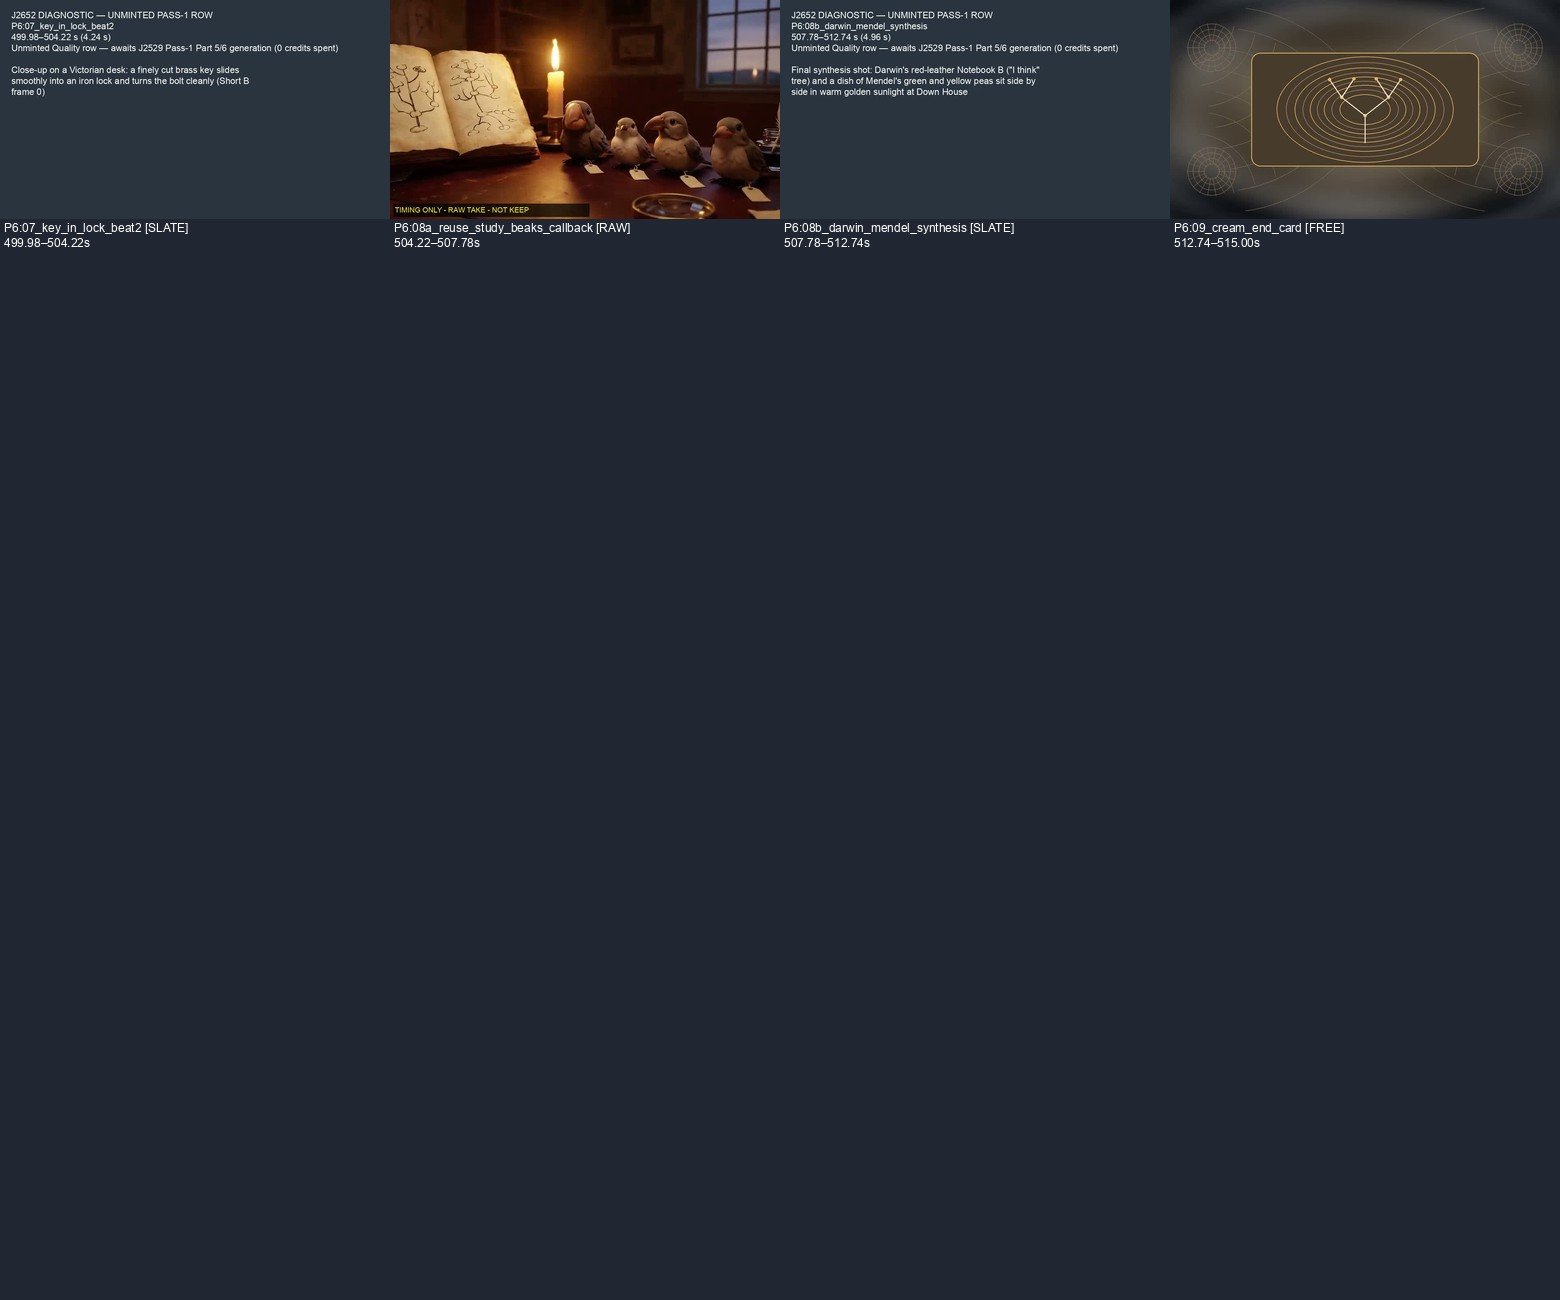 J2652 DIAGNOSTIC — UNMINTED PASS-1 ROW
P6:07_key_in_lock_beat2
499.98–504.22 s (4.24 s)
Unminted Quality row — awaits J2529 Pass-1 Part 5/6 generation (0 credits spent)
Close-up on a Victorian desk: a finely cut brass key slides
smoothly into an iron lock and turns the bolt cleanly (Short B
frame 0)
P6:07_key_in_lock_beat2 [SLATE]
499.98–504.22s
TIMING ONLY - RAW TAKE - NOT KEEP
P6:08a_reuse_study_beaks_callback [RAW]
504.22–507.78s
J2652 DIAGNOSTIC — UNMINTED PASS-1 ROW
P6:08b_darwin_mendel_synthesis
507.78–512.74 s (4.96 s)
Unminted Quality row — awaits J2529 Pass-1 Part 5/6 generation (0 credits spent)
Final synthesis shot: Darwin's red-leather Notebook B ("I think"
tree) and a dish of Mendel's green and yellow peas sit side by
side in warm golden sunlight at Down House
P6:08b_darwin_mendel_synthesis [SLATE]
507.78–512.74s
P6:09_cream_end_card [FREE]
512.74–515.00s